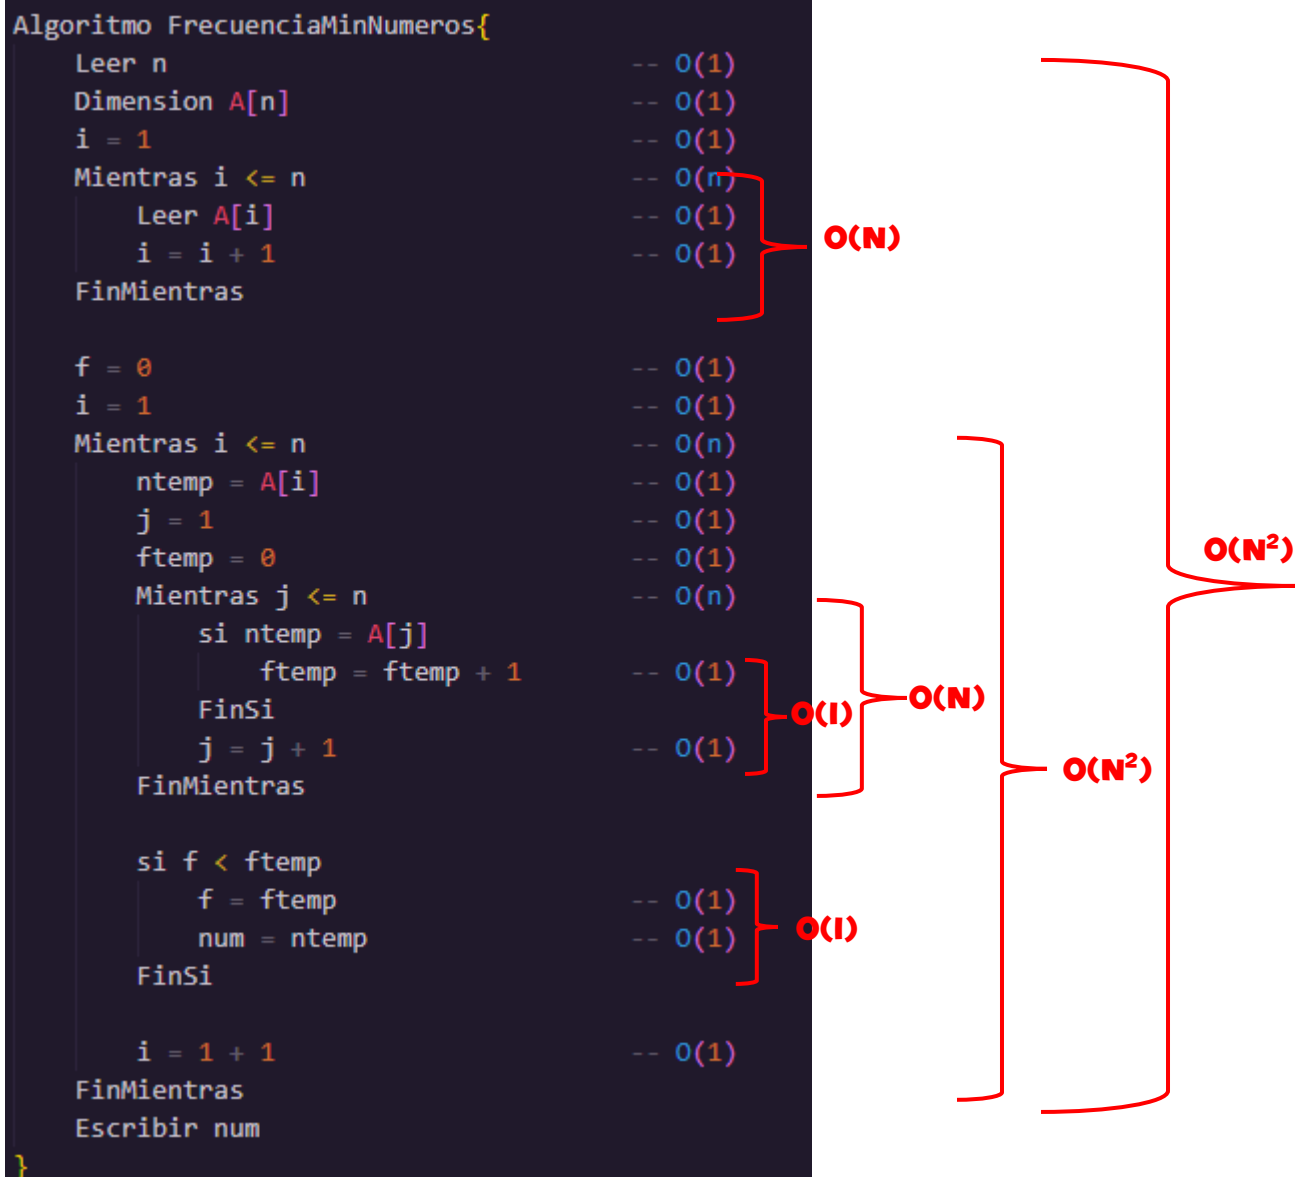 Algoritmo FrecuenciaMinNumeros{
Leer n -- O(1)
Dimension A[n] -- O(1)
i = 1 -- O(1)
Mientras i <= n -- O(n)
Leer A[i] -- O(1)
O(N)
i = i + 1 -- O(1)
FinMientras
f = 0 -- O(1)
i = 1 -- O(1)
Mientras i <= n -- O(n)
ntemp = A[i] -- O(1)
j = 1 -- O(1)
ftemp = 0 -- O(1)
O(N²)
Mientras j <= n -- O(n)
si ntemp = A[j]
ftemp = ftemp + 1 -- O(1)
O(N)
FinSi
O(1)
j = j + 1 -- O(1)
O(N²)
FinMientras
si f < ftemp
f = ftemp -- O(1)
O(1)
num = ntemp -- O(1)
FinSi
i = 1 + 1 -- O(1)
FinMientras
Escribir num
}